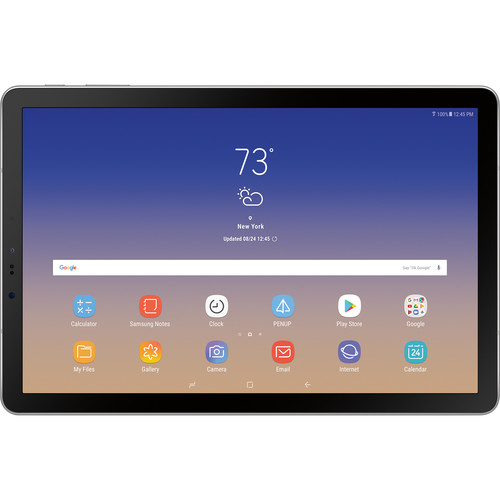 100% 12:45 PM
73°
New York
Updated 08/24 12:45
Google
Say "Ok Google"
Calculator
Samsung Notes
Clock
PENUP
Play Store
Google
My Files
Gallery
Camera
Email
24
Internet
Calendar